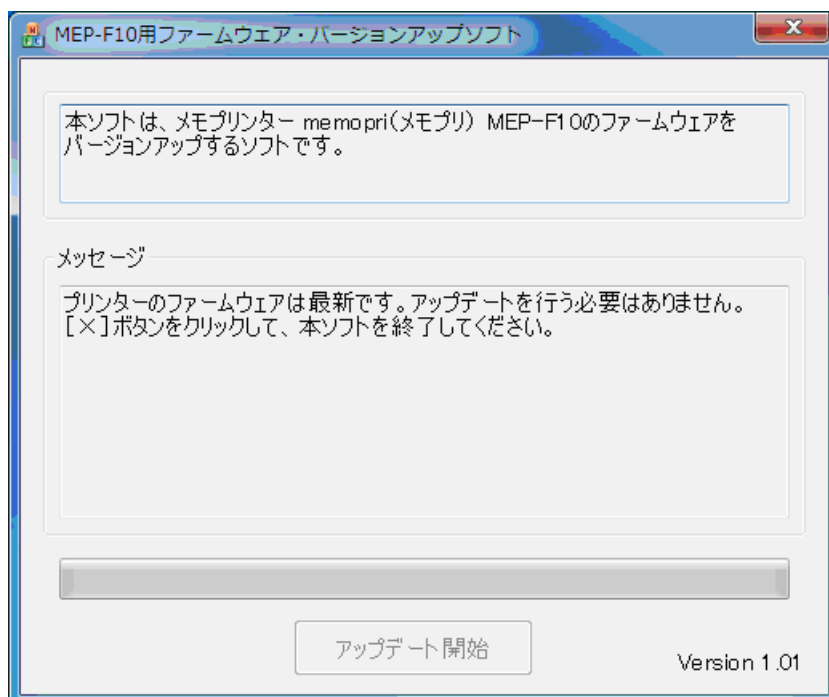 MEP-F10用ファームウェア・バージョンアップソフト
本ソフトは、メモプリンター memopri(メモプリ) MEP-F10のファームウェアを
バージョンアップするソフトです。
メッセージ
プリンターのファームウェアは最新です。アップデートを行う必要はありません。
[×]ボタンをクリックして、本ソフトを終了してください。
アップデート開始
Version 1.01